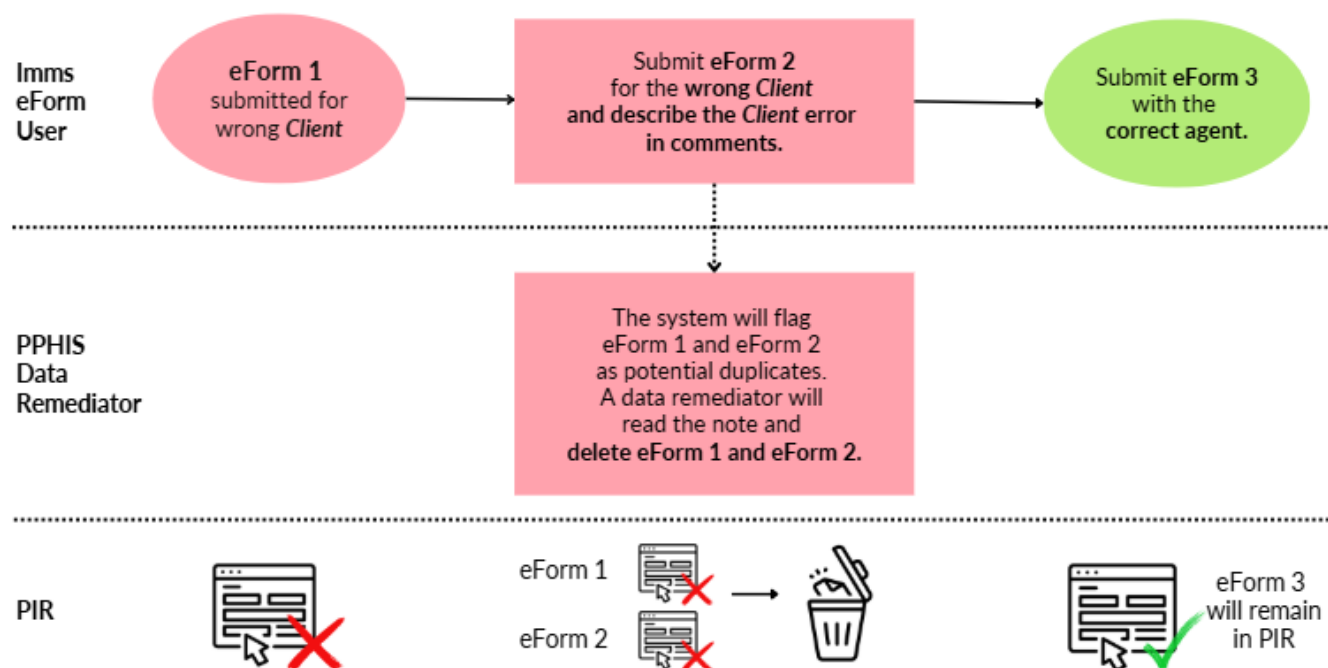 Imms
eForm
User
eForm 1
submitted for
wrong Client
Submit eForm 2
for the wrong Client
and describe the Client error
in comments.
Submit eForm 3
with the
correct agent.
PPHIS
Data
Remediator
The system will flag
eForm 1 and eForm 2
as potential duplicates.
A data remediator will
read the note and
delete eForm 1 and eForm 2.
PIR
eForm 1
eForm 2
eForm 3
will remain
in PIR